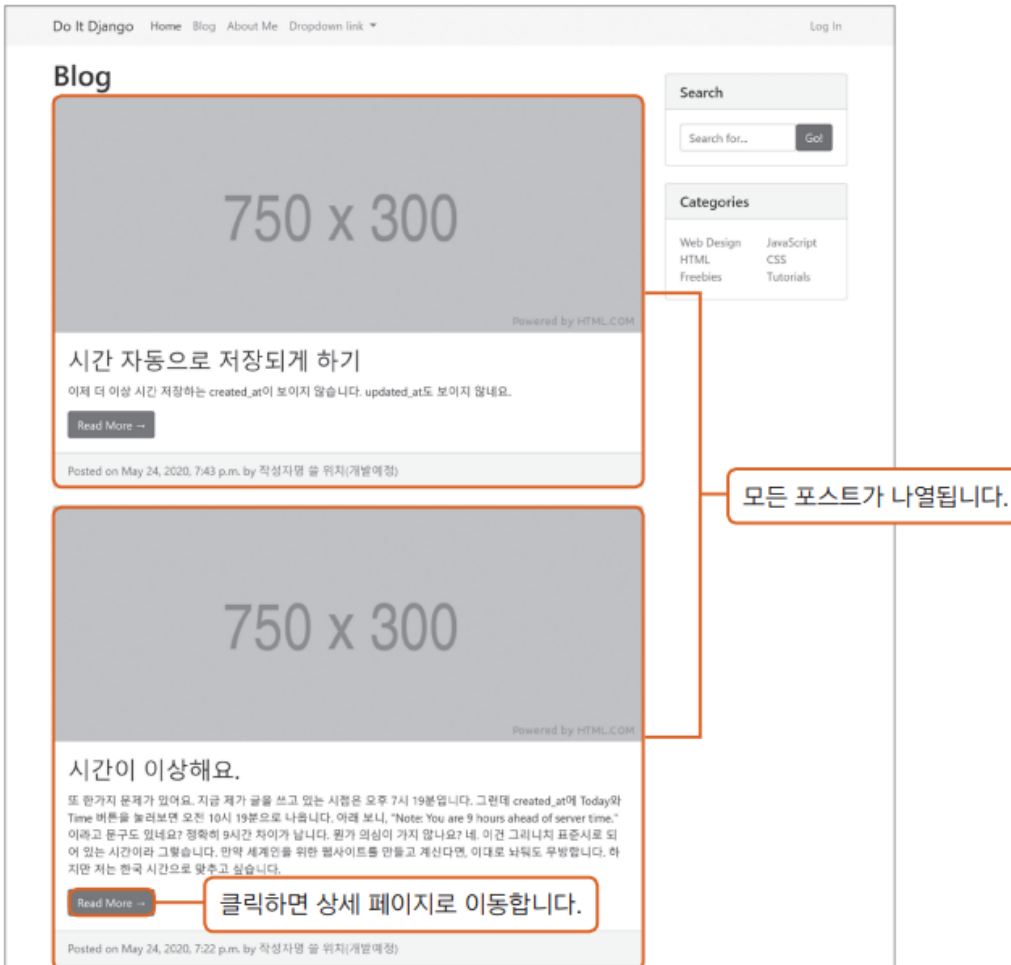 Do It Django Home Blog About Me Dropdown link Log In
Blog
750 x 300
Powered by HTML.COM
시간 자동으로 저장되게 하기
이제 더 이상 시간 저장하는 created_at이 보이지 않습니다. updated_at도 보이지 않네요.
Read More →
Posted on May 24, 2020, 7:43 p.m. by 작성자명 쓸 위치(개발예정)
Search
Search for...
Go!
Categories
Web Design JavaScript
HTML CSS
Freebies Tutorials
모든 포스트가 나열됩니다.
750 x 300
Powered by HTML.COM
시간이 이상해요.
또 한가지 문제가 있어요. 지금 제가 글을 쓰고 있는 시점은 오후 7시 19분입니다. 그런데 created_at에 Today와
Time 버튼을 눌러보면 오전 10시 19분으로 나옵니다. 아래 보니, "Note: You are 9 hours ahead of server time."
이라고 문구도 있네요? 정확히 9시간 차이가 납니다. 뭔가 의심이 가지 않나요? 네. 이건 그리니치 표준시로 되
어 있는 시간이라 그렇습니다. 만약 세계인을 위한 웹사이트를 만들고 계신다면, 이대로 놔둬도 무방합니다. 하
지만 저는 한국 시간으로 맞추고 싶습니다.
Read More →
클릭하면 상세 페이지로 이동합니다.
Posted on May 24, 2020, 7:22 p.m. by 작성자명 쓸 위치(개발예정)